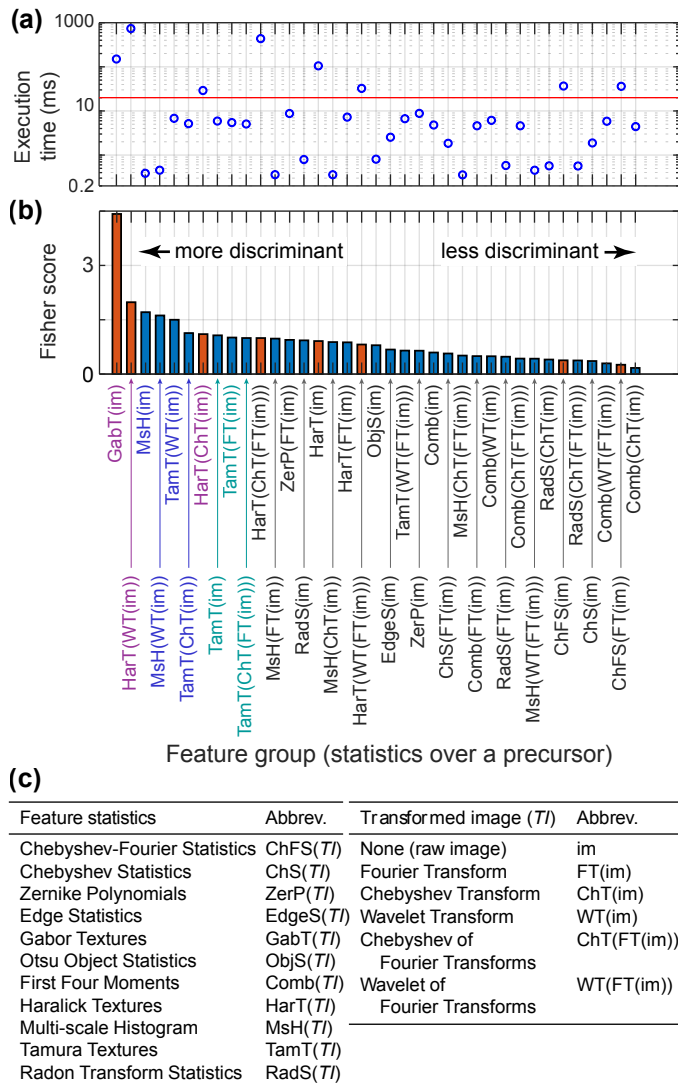 (a)
1000
10
0.2
Execution
time (ms)
(b)
more discriminant
less discriminant
3
0
Fisher score
GabT(im)
HarT(WT(im))
MsH(im)
MsH(WT(im))
TamT(WT(im))
TamT(ChT(im))
HarT(ChT(im))
TamT(im)
TamT(FT(im))
TamT(ChT(FT(im)))
HarT(ChT(FT(im)))
MsH(FT(im))
ZerP(FT(im))
RadS(im)
HarT(im)
MsH(ChT(im))
HarT(FT(im))
HarT(WT(FT(im)))
ObjS(im)
EdgeS(im)
TamT(WT(FT(im)))
ZerP(im)
Comb(im)
ChS(FT(im))
MsH(ChT(FT(im)))
Comb(FT(im))
Comb(WT(im))
RadS(FT(im))
Comb(ChT(FT(im)))
MsH(WT(FT(im)))
RadS(ChT(im))
ChFS(im)
RadS(ChT(FT(im)))
ChS(im)
Comb(WT(FT(im)))
ChFS(FT(im))
Comb(ChT(im))
Feature group (statistics over a precursor)
(c)
Feature statistics Abbrev. Transformed image (TI) Abbrev.
Chebyshev-Fourier Statistics ChFS(TI) None (raw image) im
Chebyshev Statistics ChS(TI) Fourier Transform FT(im)
Zernike Polynomials ZerP(TI) Chebyshev Transform ChT(im)
Edge Statistics EdgeS(TI) Wavelet Transform WT(im)
Gabor Textures GabT(TI) Chebyshev of ChT(FT(im))
Otsu Object Statistics ObjS(TI) Fourier Transforms
First Four Moments Comb(TI) Wavelet of WT(FT(im))
Haralick Textures HarT(TI) Fourier Transforms
Multi-scale Histogram MsH(TI)
Tamura Textures TamT(TI)
Radon Transform Statistics RadS(TI)